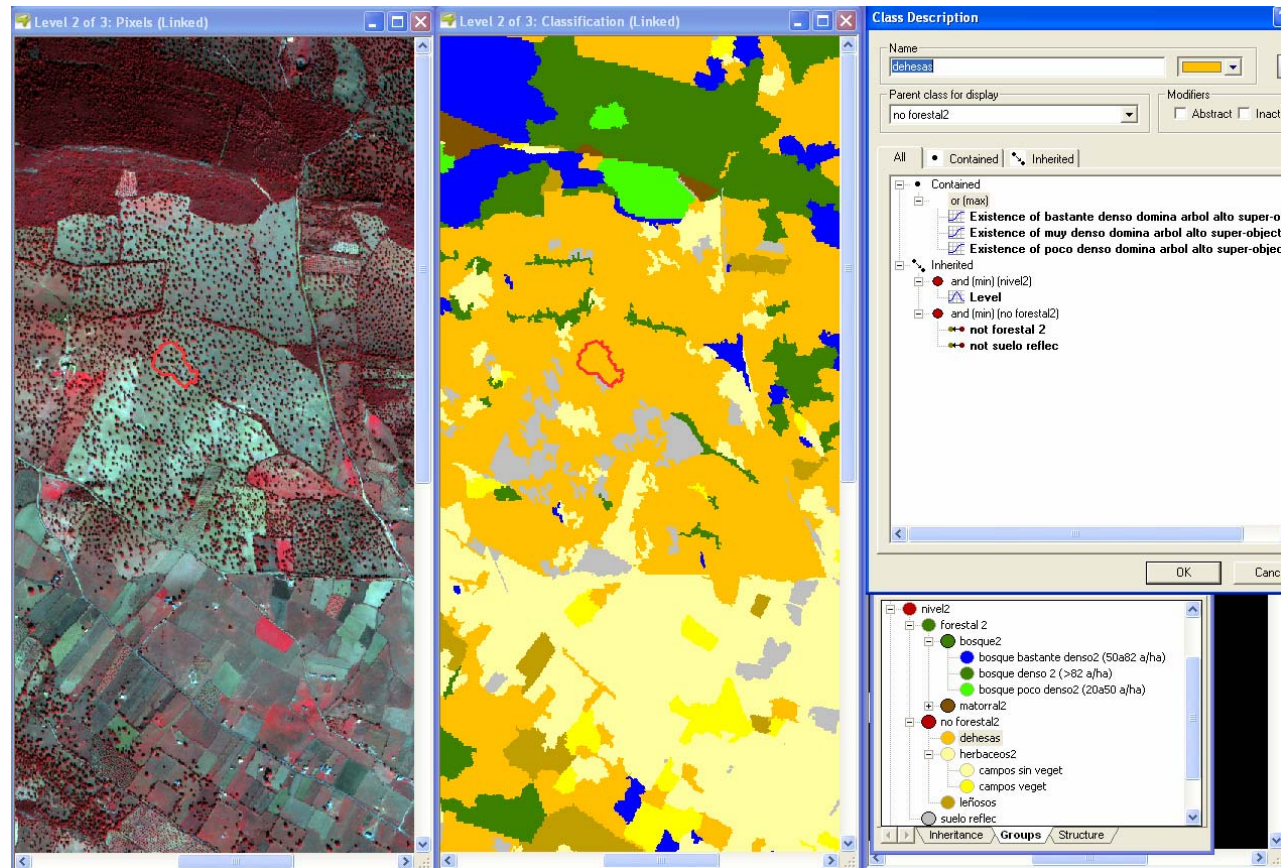 Level 2 of 3: Pixels (Linked)
Level 2 of 3: Classification (Linked)
Class Description
Name
dehesas
Parent class for display
no forestal2
Modifiers
Abstract
All
Contained
Inherited
Contained
or (max)
Existence of bastante denso domina arbol alto
Existence of muy denso domina arbol alto
Existence of poco denso domina arbol alto
Inherited
and (min) (nivel2)
Level
and (min) (no forestal2)
not forestal 2
not suelo reflec
OK
nivel2
forestal 2
bosque2
bosque bastante denso2 (50a82 a/ha)
bosque denso 2 (>82 a/ha)
bosque poco denso2 (20a50 a/ha)
matorral2
no forestal2
dehesas
herbaceos2
campos sin veget
campos veget
leñosos
suelo reflec
Inheritance
Groups
Structure